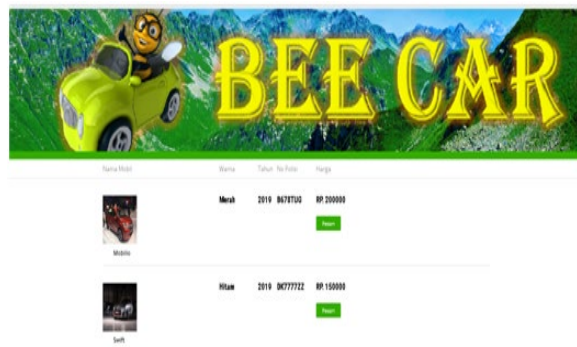 BEE CAR
Nama Mobil Warna Tahun No Polisi Harga
Merah 2019 B678TUG RP. 200000
Pesan
Mobilio
Hitam 2019 DK7777ZZ RP. 150000
Pesan
Swift